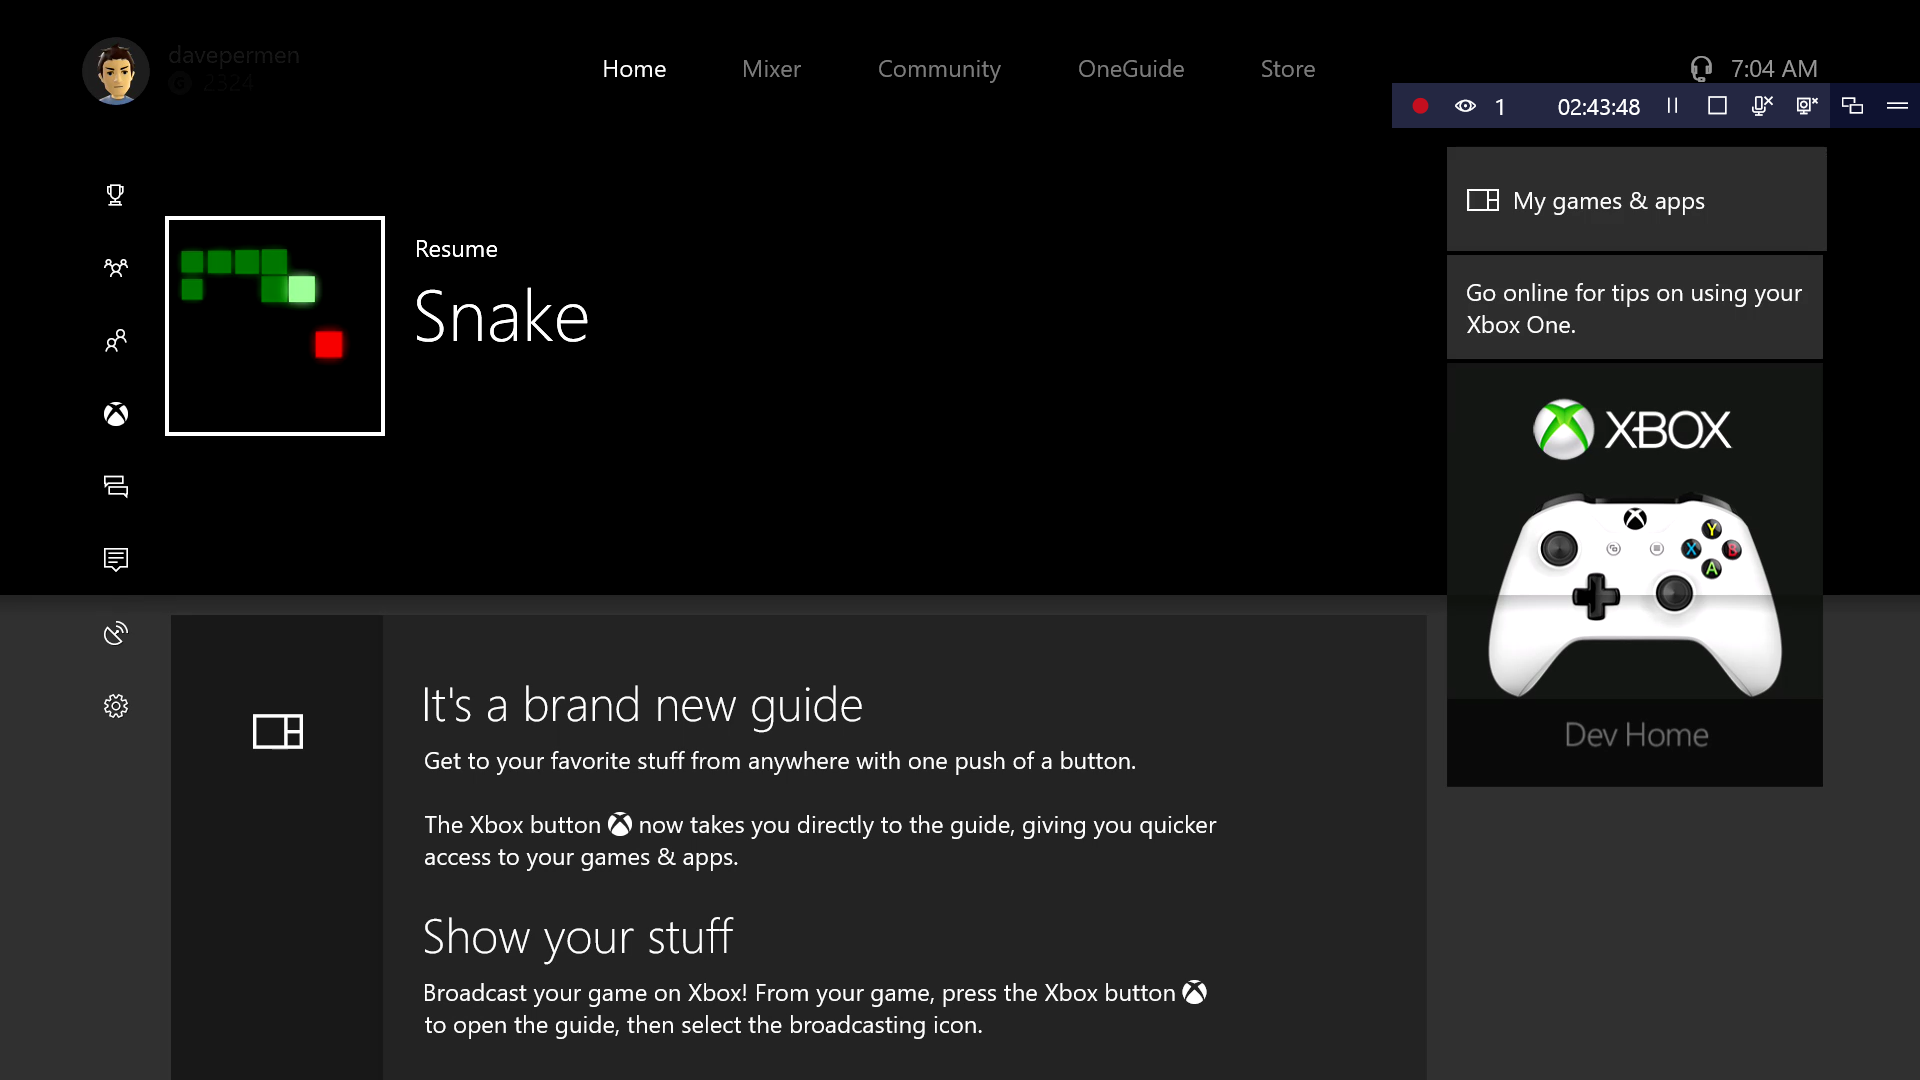 davepermen
G 2324
Home
Mixer
Community
OneGuide
Store
7:04 AM
1
02:43:48
Resume
Snake
My games & apps
Go online for tips on using your
Xbox One.
XBOX
Y
X
B
A
Dev Home
It's a brand new guide
Get to your favorite stuff from anywhere with one push of a button.
The Xbox button now takes you directly to the guide, giving you quicker
access to your games & apps.
Show your stuff
Broadcast your game on Xbox! From your game, press the Xbox button
to open the guide, then select the broadcasting icon.